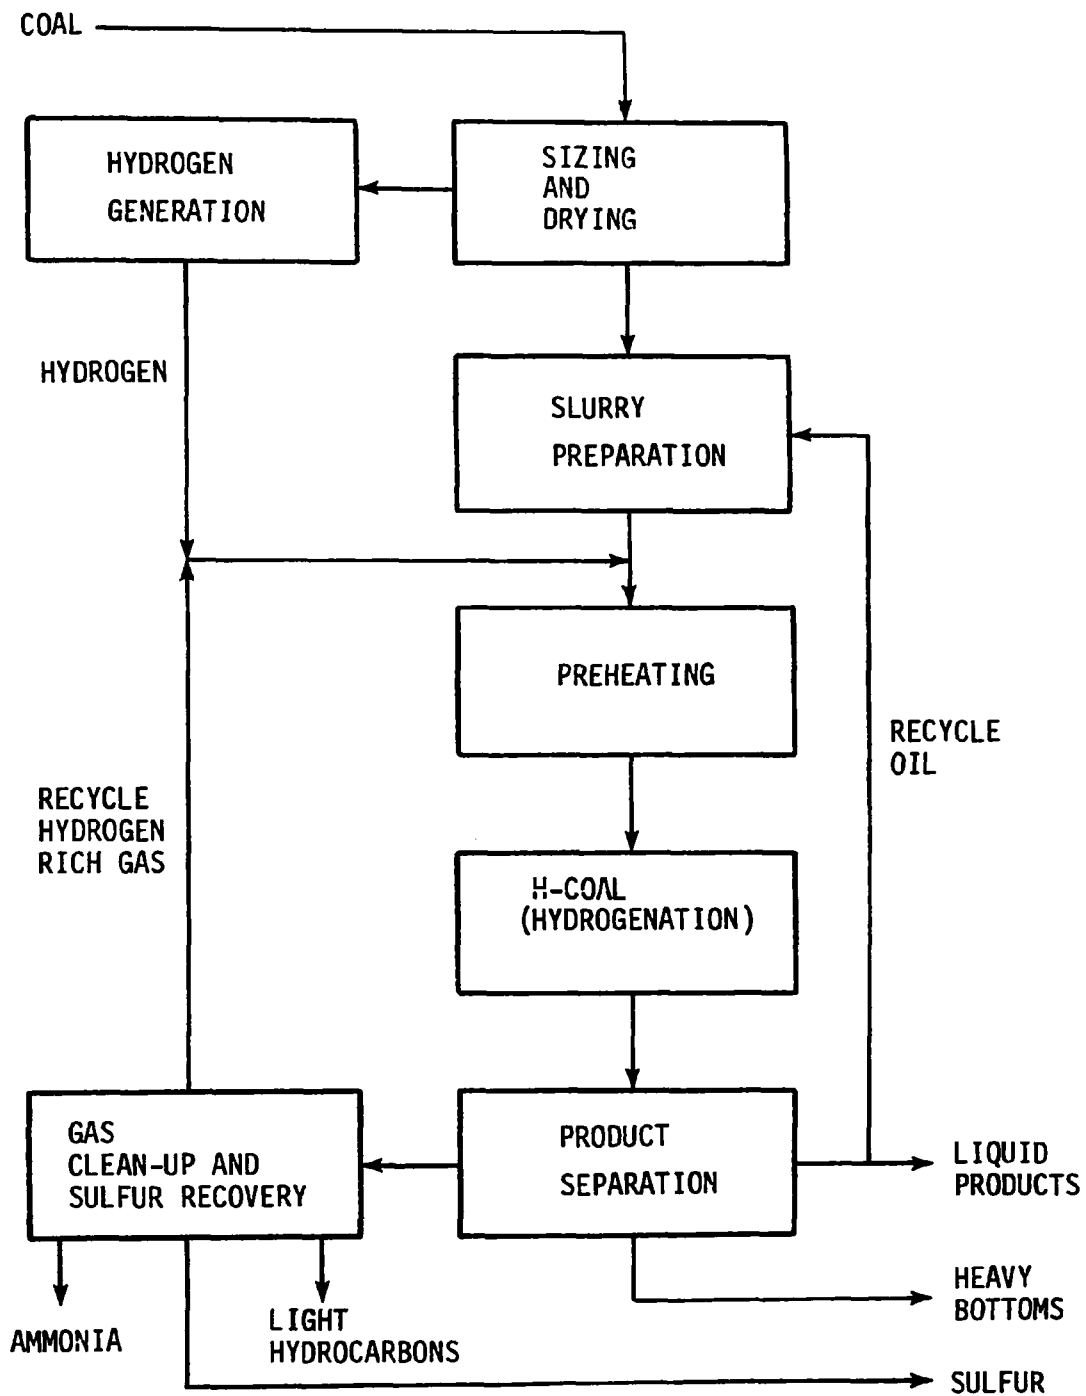 COAL
HYDROGEN
GENERATION
SIZING
AND
DRYING
HYDROGEN
SLURRY
PREPARATION
PREHEATING
RECYCLE
OIL
RECYCLE
HYDROGEN
RICH GAS
H-COAL
(HYDROGENATION)
GAS
CLEAN-UP AND
SULFUR RECOVERY
PRODUCT
SEPARATION
LIQUID
PRODUCTS
HEAVY
BOTTOMS
AMMONIA
LIGHT
HYDROCARBONS
SULFUR